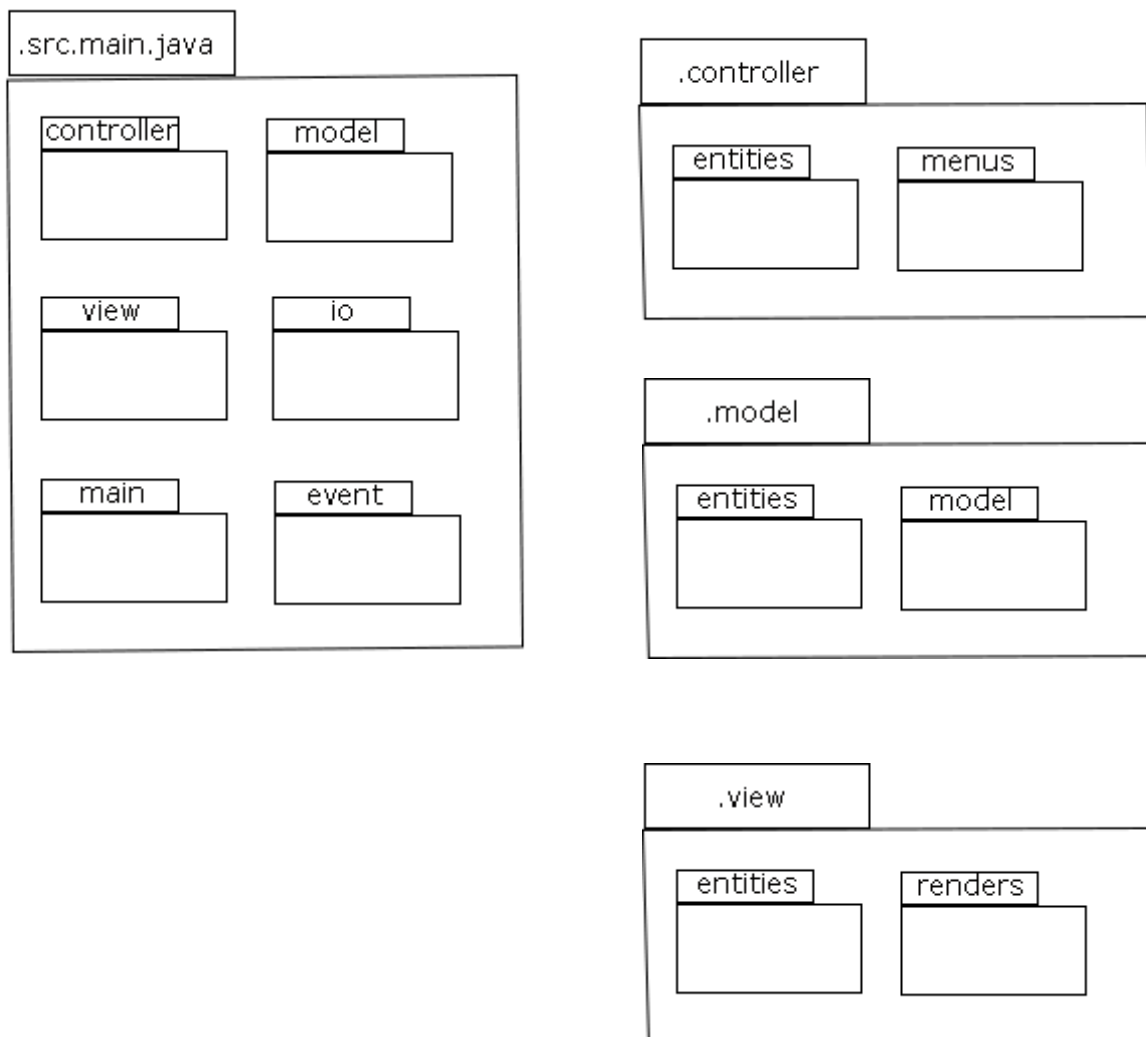 .src.main.java
controller
model
view
io
main
event
.controller
entities
menus
.model
entities
model
.view
entities
renders